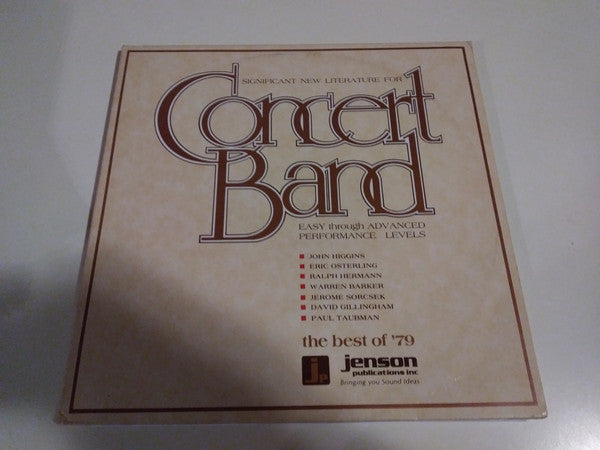 SIGNIFICANT NEW LITERATURE FOR
Concert
Band
EASY through ADVANCED
PERFORMANCE LEVELS
JOHN HIGGINS
ERIC OSTERLING
RALPH HERMANN
WARREN BARKER
JEROME SORCSEK
DAVID GILLINGHAM
PAUL TAUBMAN
the best of '79
jp
jenson
publications inc
Bringing you Sound Ideas